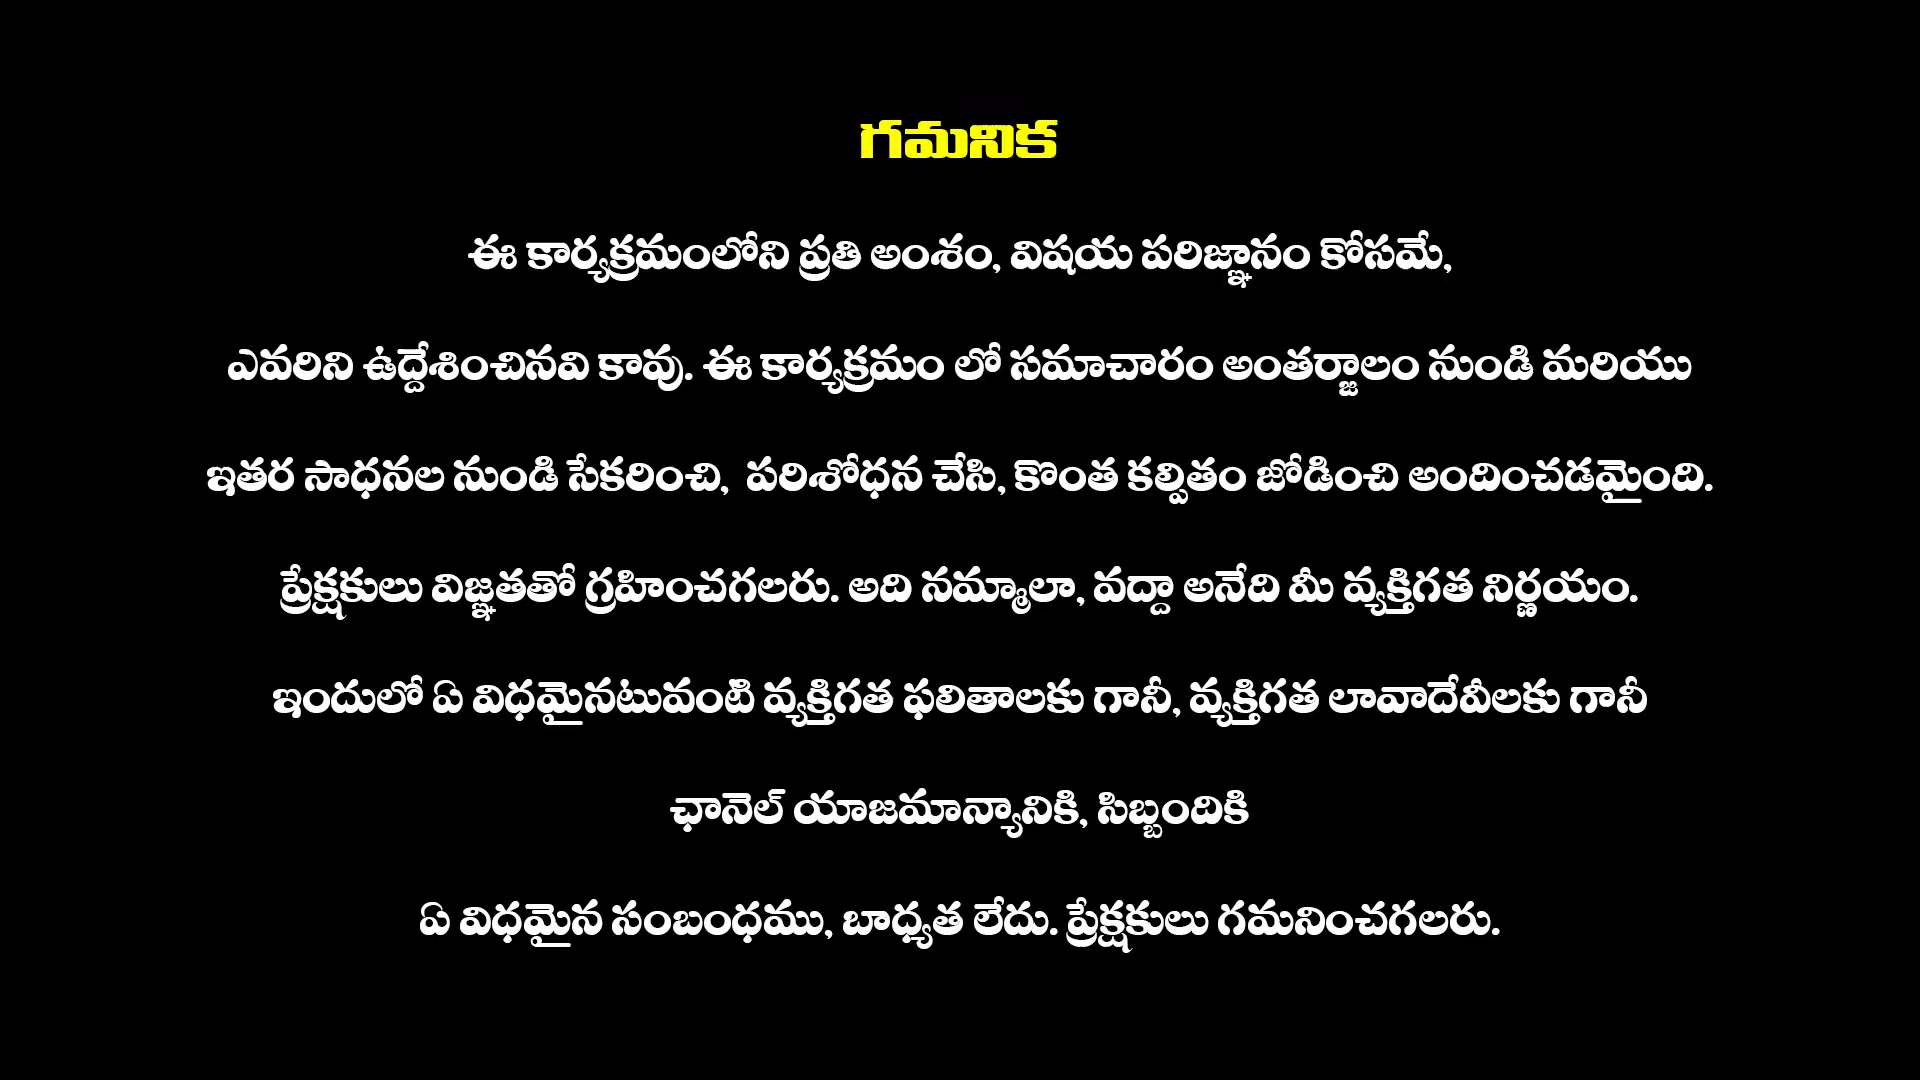 గమనిక
ఈ కార్యక్రమంలోని ప్రతి అంశం, విషయ పరిజ్ఞానం కోసమే,
ఎవరిని ఉద్దేశించినవి కావు. ఈ కార్యక్రమం లో సమాచారం అంతర్జాలం నుండి మరియు
ఇతర సాధనల నుండి సేకరించి, పరిశోధన చేసి, కొంత కల్పితం జోడించి అందించడమైంది.
ప్రేక్షకులు విజ్ఞతతో గ్రహించగలరు. అది నమ్మాలా, వద్దా అనేది మీ వ్యక్తిగత నిర్ణయం.
ఇందులో ఏ విధమైనటువంటి వ్యక్తిగత ఫలితాలకు గానీ, వ్యక్తిగత లావాదేవీలకు గానీ
ఛానెల్ యాజమాన్యానికి, సిబ్బందికి
ఏ విధమైన సంబంధము, బాధ్యత లేదు. ప్రేక్షకులు గమనించగలరు.